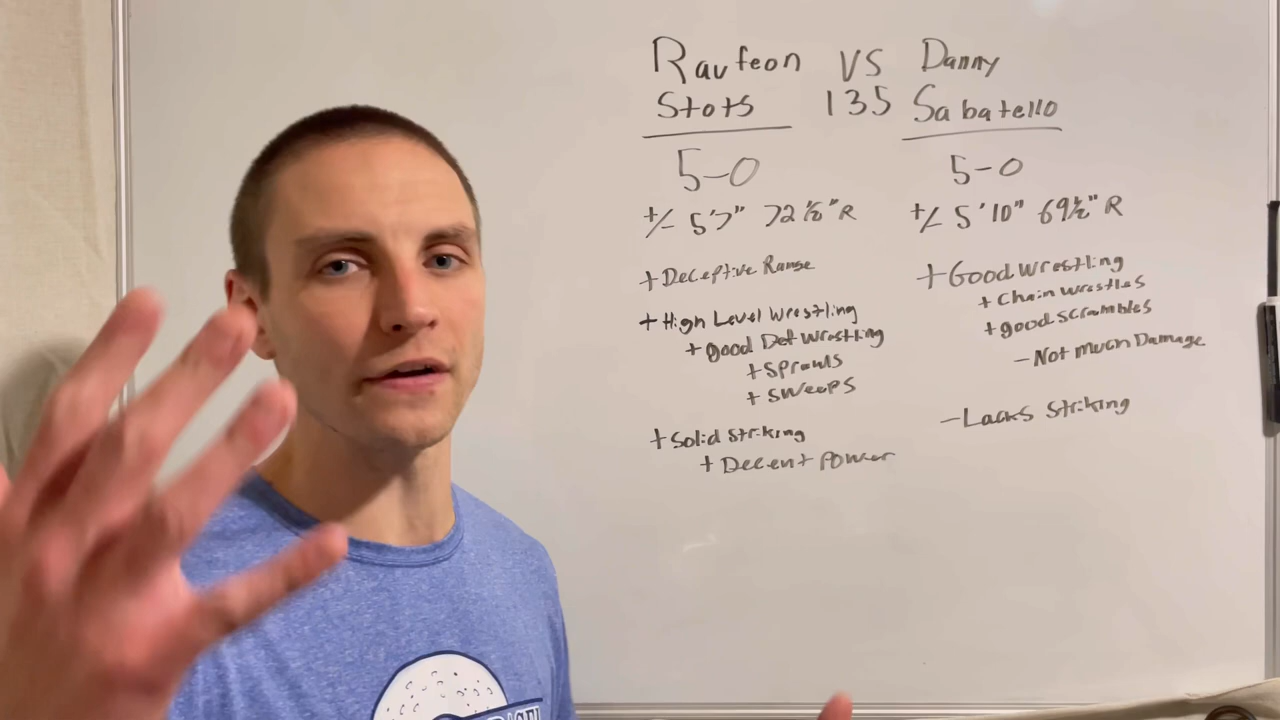 Raufeon VS Danny
Stots 135 Sabatello
5-0 5-0
+/- 5'7" 72½" R +/- 5'10" 69½" R
+ Deceptive Range
+ Good Wrestling
+ Chain Wrestles
+ good scrambles
- Not much Damage
+ High Level Wrestling
+ good Def Wrestling
+ Sprawls
+ Sweeps
- Lacks Striking
+ Solid Striking
+ Decent Power